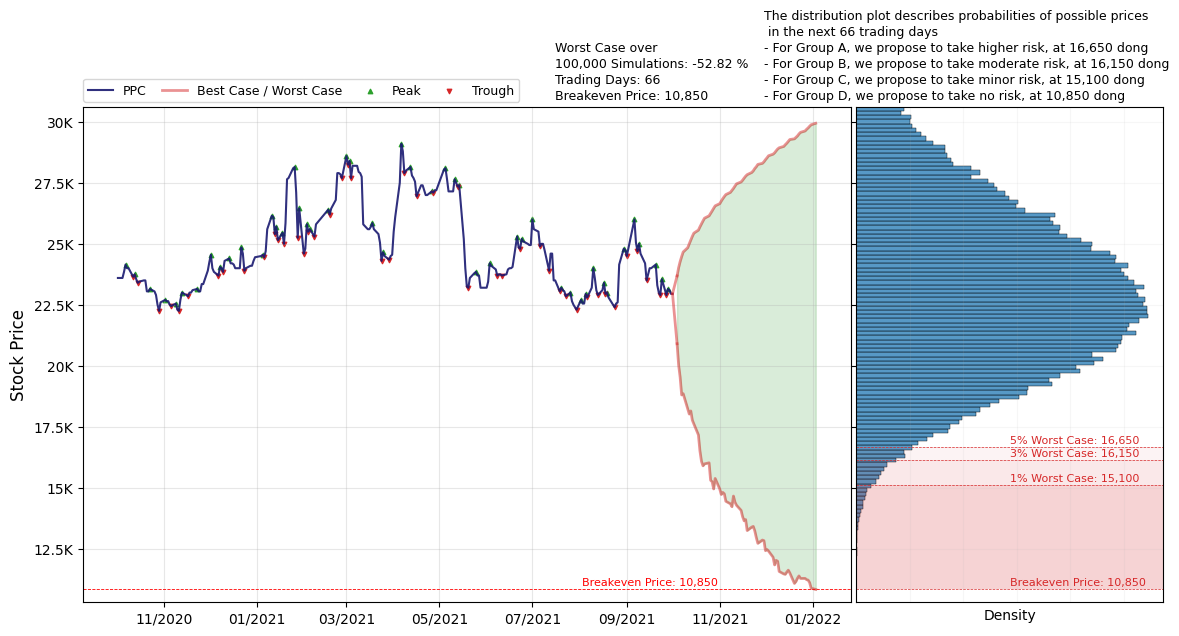 The distribution plot describes probabilities of possible prices
in the next 66 trading days
- For Group A, we propose to take higher risk, at 16,650 dong
- For Group B, we propose to take moderate risk, at 16,150 dong
- For Group C, we propose to take minor risk, at 15,100 dong
- For Group D, we propose to take no risk, at 10,850 dong
Worst Case over
100,000 Simulations: -52.82 %
Trading Days: 66
Breakeven Price: 10,850
PPC
Best Case / Worst Case
Peak
Trough
Stock Price
30K
27.5K
25K
22.5K
20K
17.5K
15K
12.5K
Breakeven Price: 10,850
11/2020
01/2021
03/2021
05/2021
07/2021
09/2021
11/2021
01/2022
5% Worst Case: 16,650
3% Worst Case: 16,150
1% Worst Case: 15,100
Breakeven Price: 10,850
Density